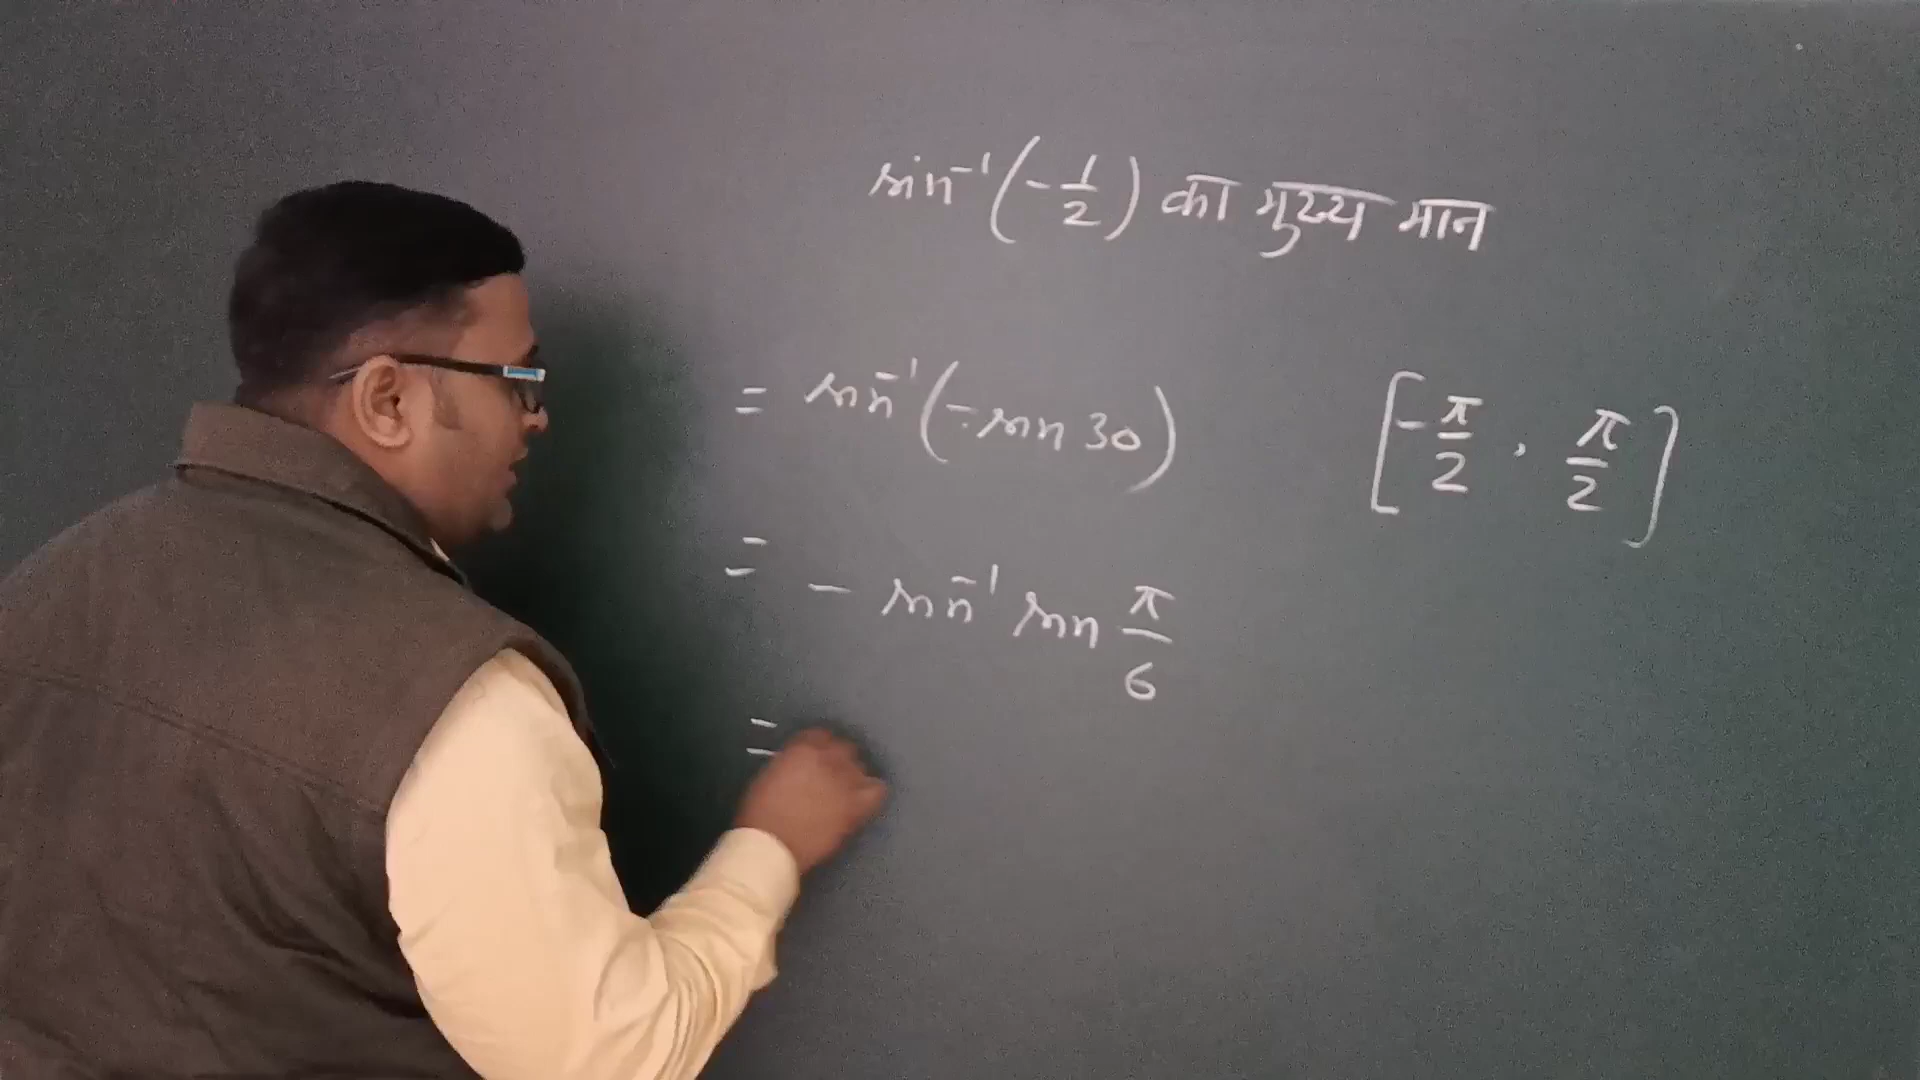 sin⁻¹(-1/2) का मुख्य मान
= sin⁻¹(-sin 30) [-π/2, π/2]
= - sin⁻¹ sin π/6
=